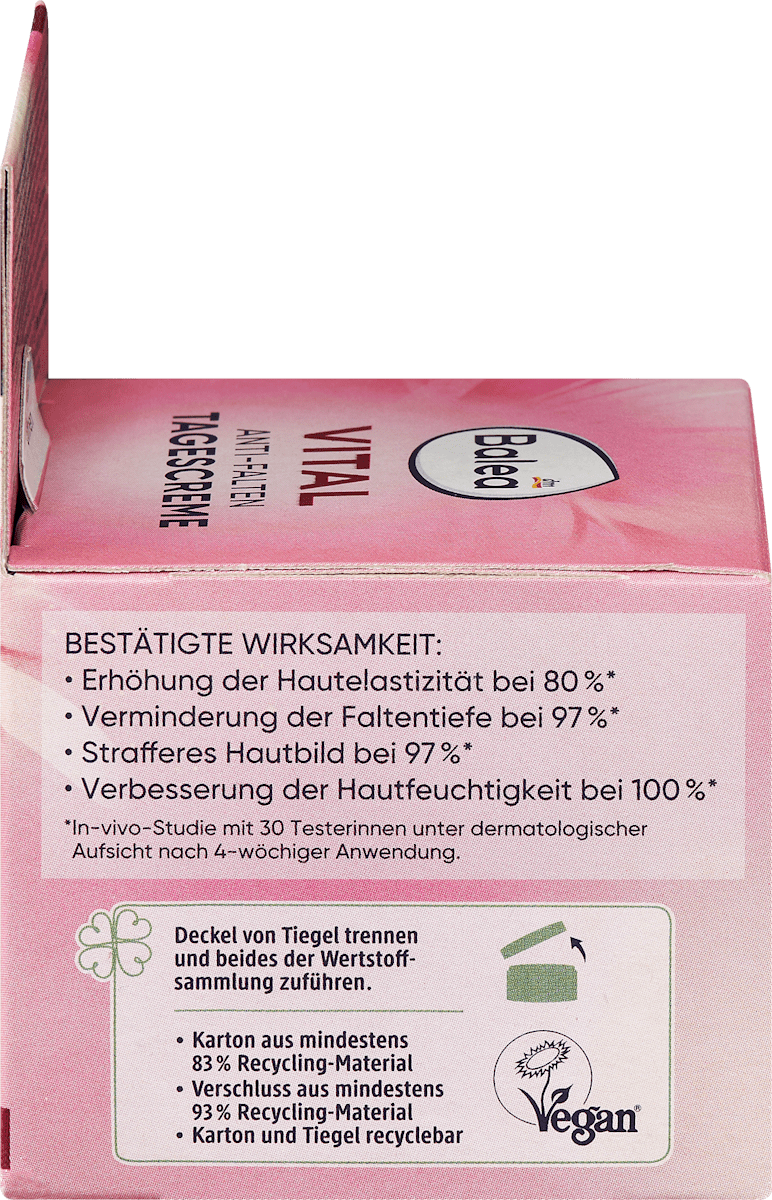 Balea
dm
VITAL
ANTI-FALTEN
TAGESCREME
BESTÄTIGTE WIRKSAMKEIT:
• Erhöhung der Hautelastizität bei 80 %*
• Verminderung der Faltentiefe bei 97 %*
• Strafferes Hautbild bei 97 %*
• Verbesserung der Hautfeuchtigkeit bei 100 %*
*In-vivo-Studie mit 30 Testerinnen unter dermatologischer
Aufsicht nach 4-wöchiger Anwendung.
Deckel von Tiegel trennen
und beides der Wertstoff-
sammlung zuführen.
• Karton aus mindestens
83 % Recycling-Material
• Verschluss aus mindestens
93 % Recycling-Material
• Karton und Tiegel recyclebar
Vegan®